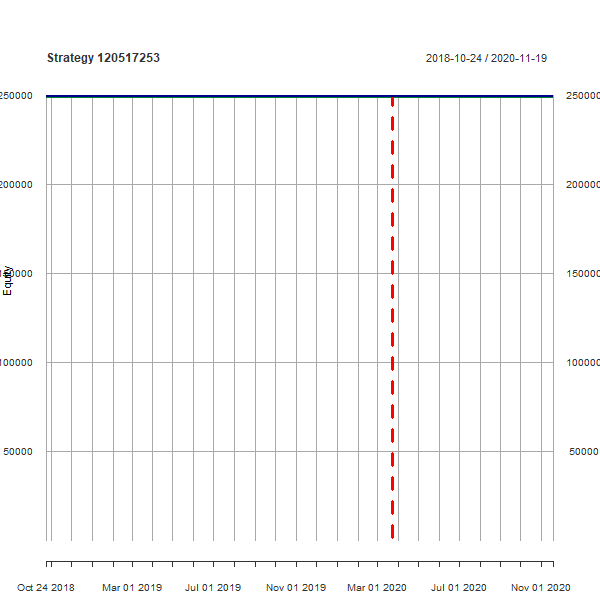 Strategy 120517253
2018-10-24 / 2020-11-19
250000
250000
200000
200000
150000
150000
Equity
100000
100000
50000
50000
Oct 24 2018
Mar 01 2019
Jul 01 2019
Nov 01 2019
Mar 01 2020
Jul 01 2020
Nov 01 2020